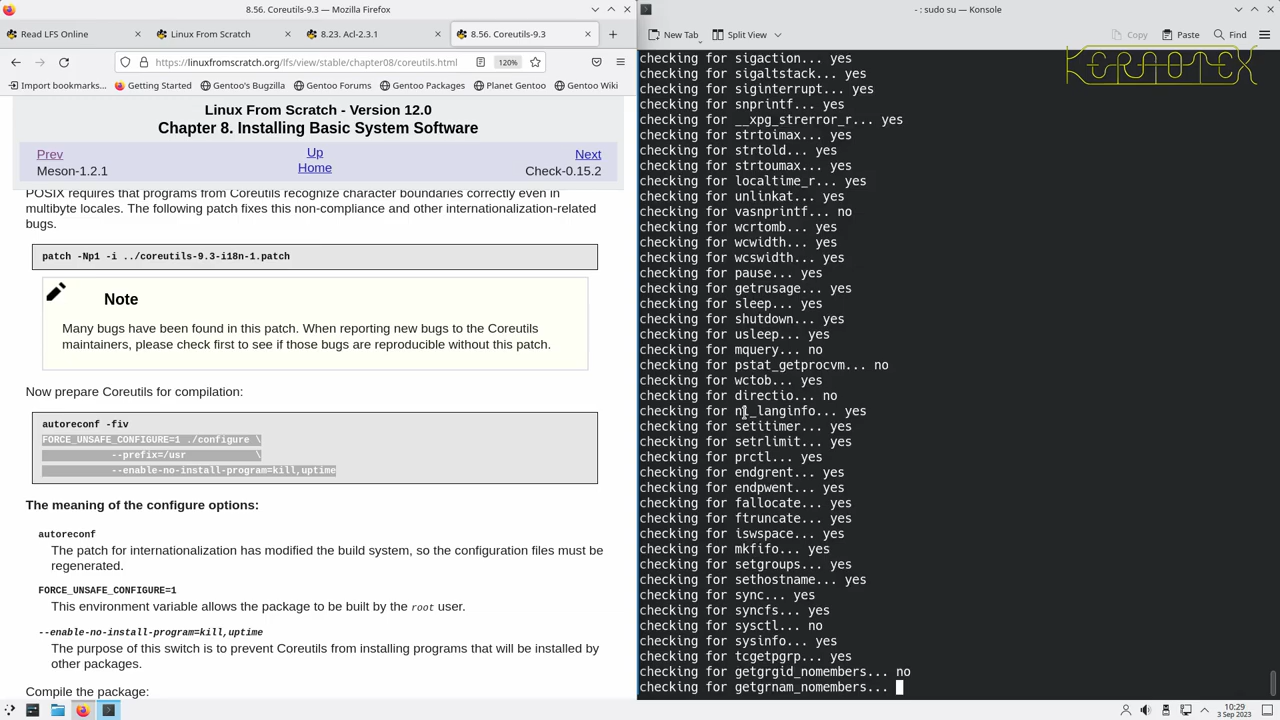 8.56. Coreutils-9.3 — Mozilla Firefox
Read LFS Online
Linux From Scratch
8.23. Acl-2.3.1
8.56. Coreutils-9.3
https://linuxfromscratch.org/lfs/view/stable/chapter08/coreutils.html
120%
Import bookmarks...
Getting Started
Gentoo's Bugzilla
Gentoo Forums
Gentoo Packages
Planet Gentoo
Gentoo Wiki
Linux From Scratch - Version 12.0
Chapter 8. Installing Basic System Software
Prev
Up
Next
Meson-1.2.1
Home
Check-0.15.2
POSIX requires that programs from Coreutils recognize character boundaries correctly even in
multibyte locales. The following patch fixes this non-compliance and other internationalization-related
bugs.
patch -Np1 -i ../coreutils-9.3-i18n-1.patch
Note
Many bugs have been found in this patch. When reporting new bugs to the Coreutils
maintainers, please check first to see if those bugs are reproducible without this patch.
Now prepare Coreutils for compilation:
autoreconf -fiv
FORCE_UNSAFE_CONFIGURE=1 ./configure \
--prefix=/usr \
--enable-no-install-program=kill,uptime
The meaning of the configure options:
autoreconf
The patch for internationalization has modified the build system, so the configuration files must be
regenerated.
FORCE_UNSAFE_CONFIGURE=1
This environment variable allows the package to be built by the root user.
--enable-no-install-program=kill,uptime
The purpose of this switch is to prevent Coreutils from installing programs that will be installed by
other packages.
Compile the package:
- : sudo su — Konsole
New Tab
Split View
Copy
Paste
Find
KERNOTEX
checking for sigaction... yes
checking for sigaltstack... yes
checking for siginterrupt... yes
checking for snprintf... yes
checking for __xpg_strerror_r... yes
checking for strtoimax... yes
checking for strtold... yes
checking for strtoumax... yes
checking for localtime_r... yes
checking for unlinkat... yes
checking for vasnprintf... no
checking for wcrtomb... yes
checking for wcwidth... yes
checking for wcswidth... yes
checking for pause... yes
checking for getrusage... yes
checking for sleep... yes
checking for shutdown... yes
checking for usleep... yes
checking for mquery... no
checking for pstat_getprocvm... no
checking for wctob... yes
checking for directio... no
checking for nl_langinfo... yes
checking for setitimer... yes
checking for setrlimit... yes
checking for prctl... yes
checking for endgrent... yes
checking for endpwent... yes
checking for fallocate... yes
checking for ftruncate... yes
checking for iswspace... yes
checking for mkfifo... yes
checking for setgroups... yes
checking for sethostname... yes
checking for sync... yes
checking for syncfs... yes
checking for sysctl... no
checking for sysinfo... yes
checking for tcgetpgrp... yes
checking for getgrgid_nomembers... no
checking for getgrnam_nomembers...
10:29
3 Sep 2023